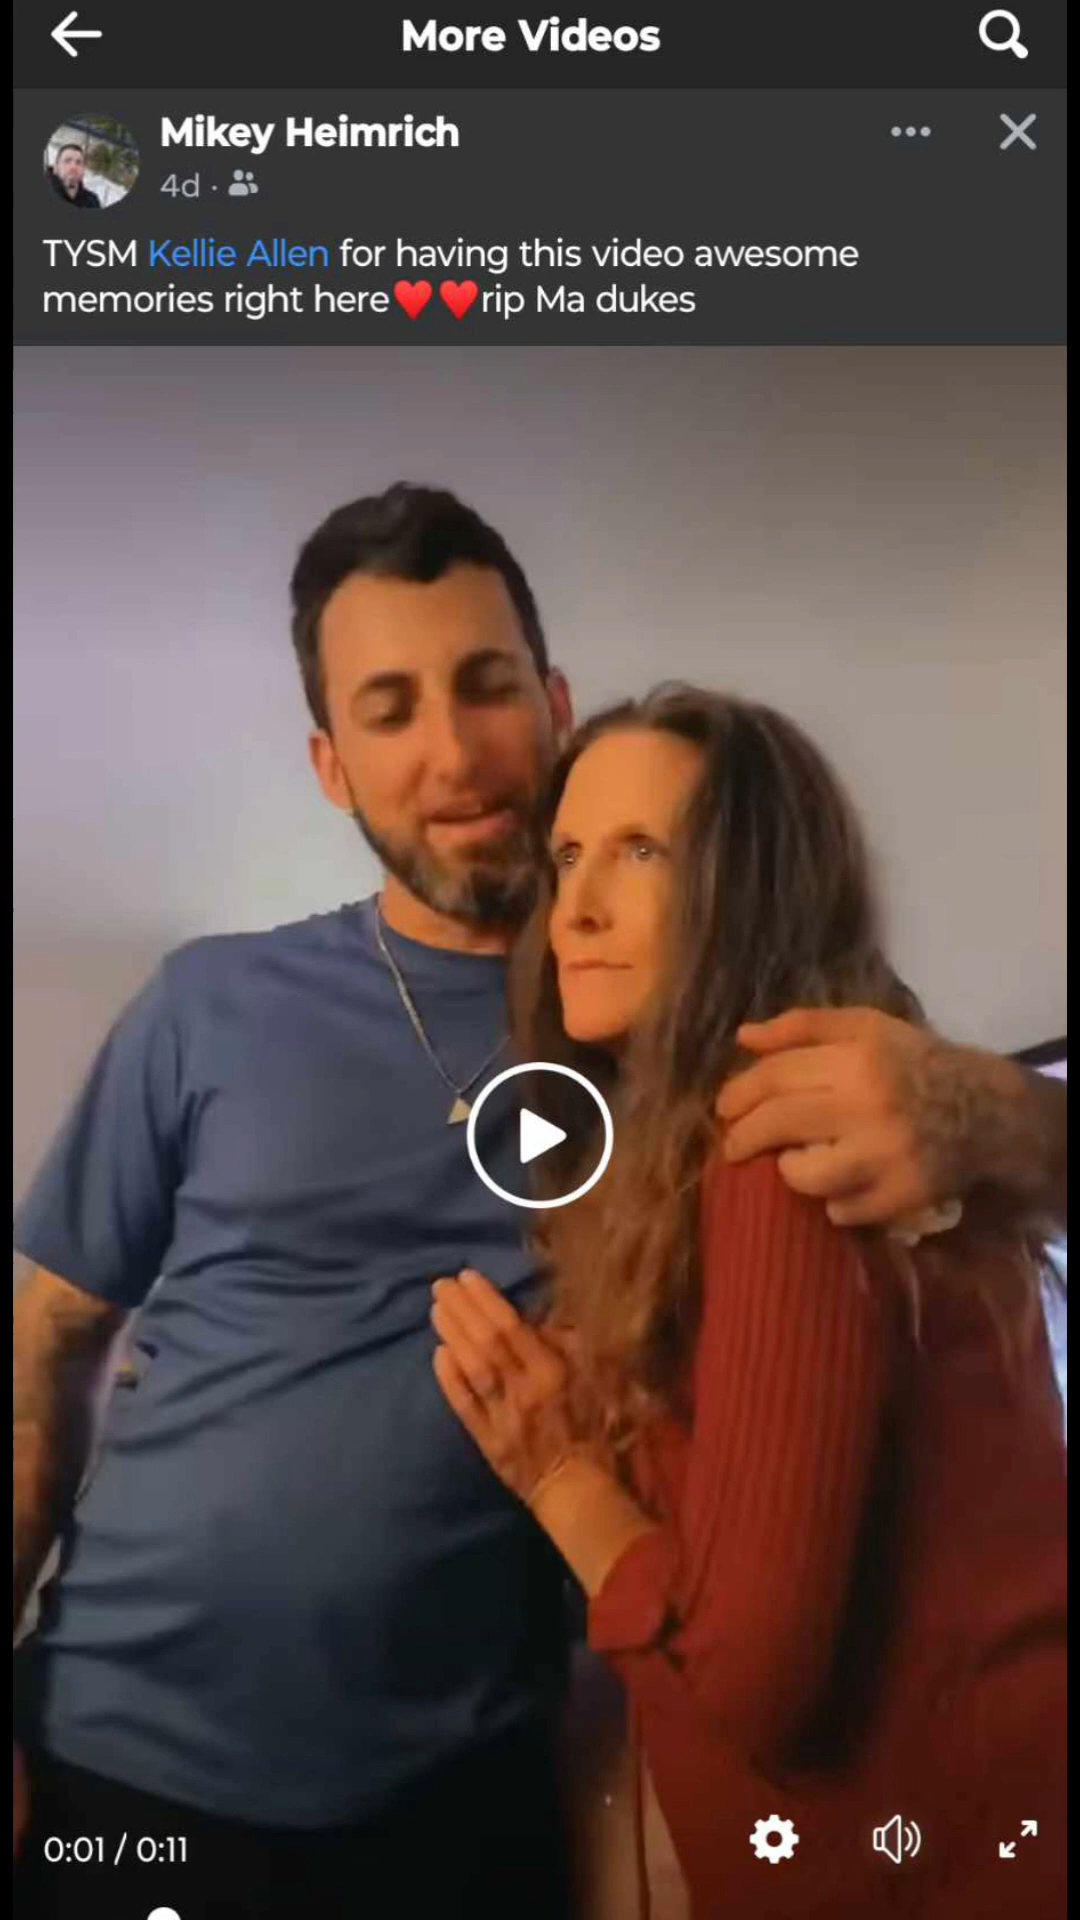 More Videos
Mikey Heimrich
4d ·
TYSM Kellie Allen for having this video awesome
memories right here♥️♥️rip Ma dukes
0:01 / 0:11